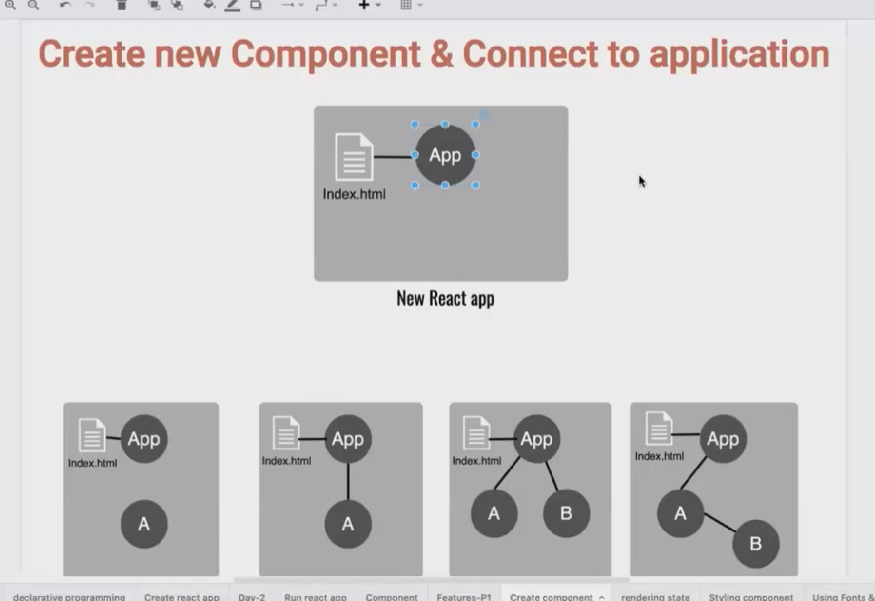 Create new Component & Connect to application
App
Index.html
New React app
App
Index.html
A
App
Index.html
A
App
Index.html
A
B
App
Index.html
A
B
declarative programming
Create react app
Day-2
Run react app
Component
Features-P1
Create component
rendering state
Styling component
Using Fonts &